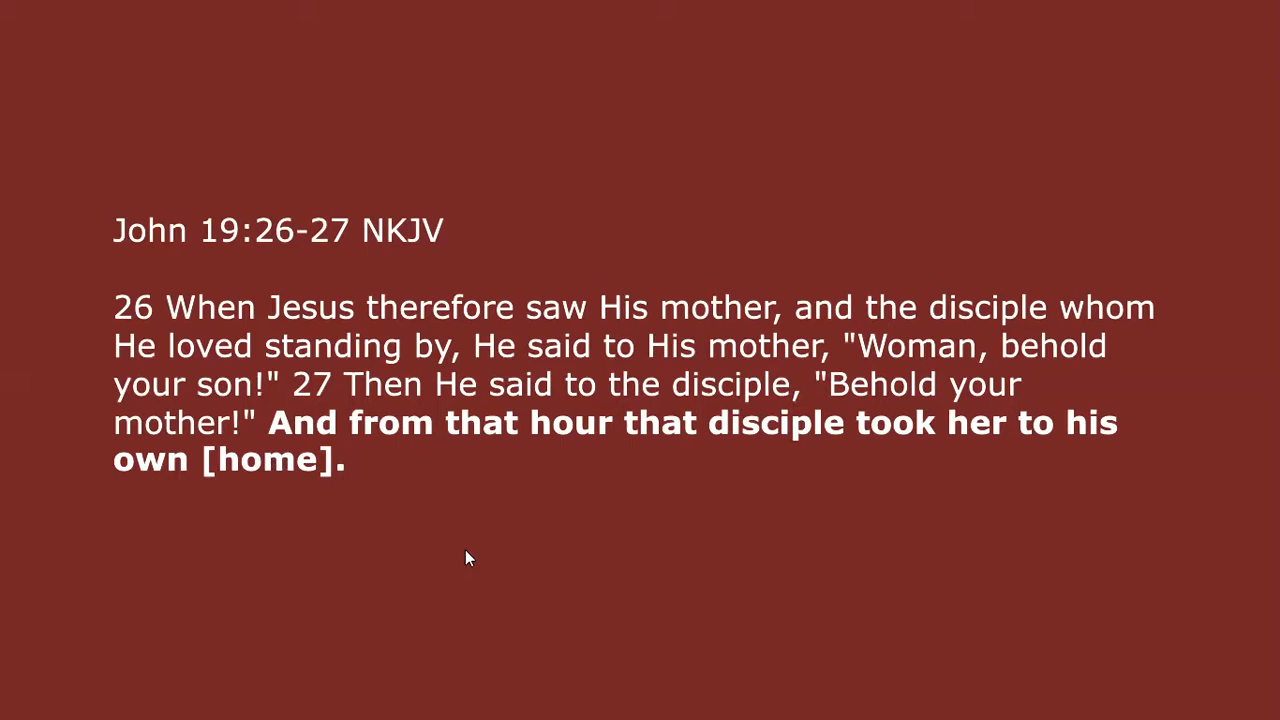 John 19:26-27 NKJV
26 When Jesus therefore saw His mother, and the disciple whom
He loved standing by, He said to His mother, "Woman, behold
your son!" 27 Then He said to the disciple, "Behold your
mother!" And from that hour that disciple took her to his
own [home].